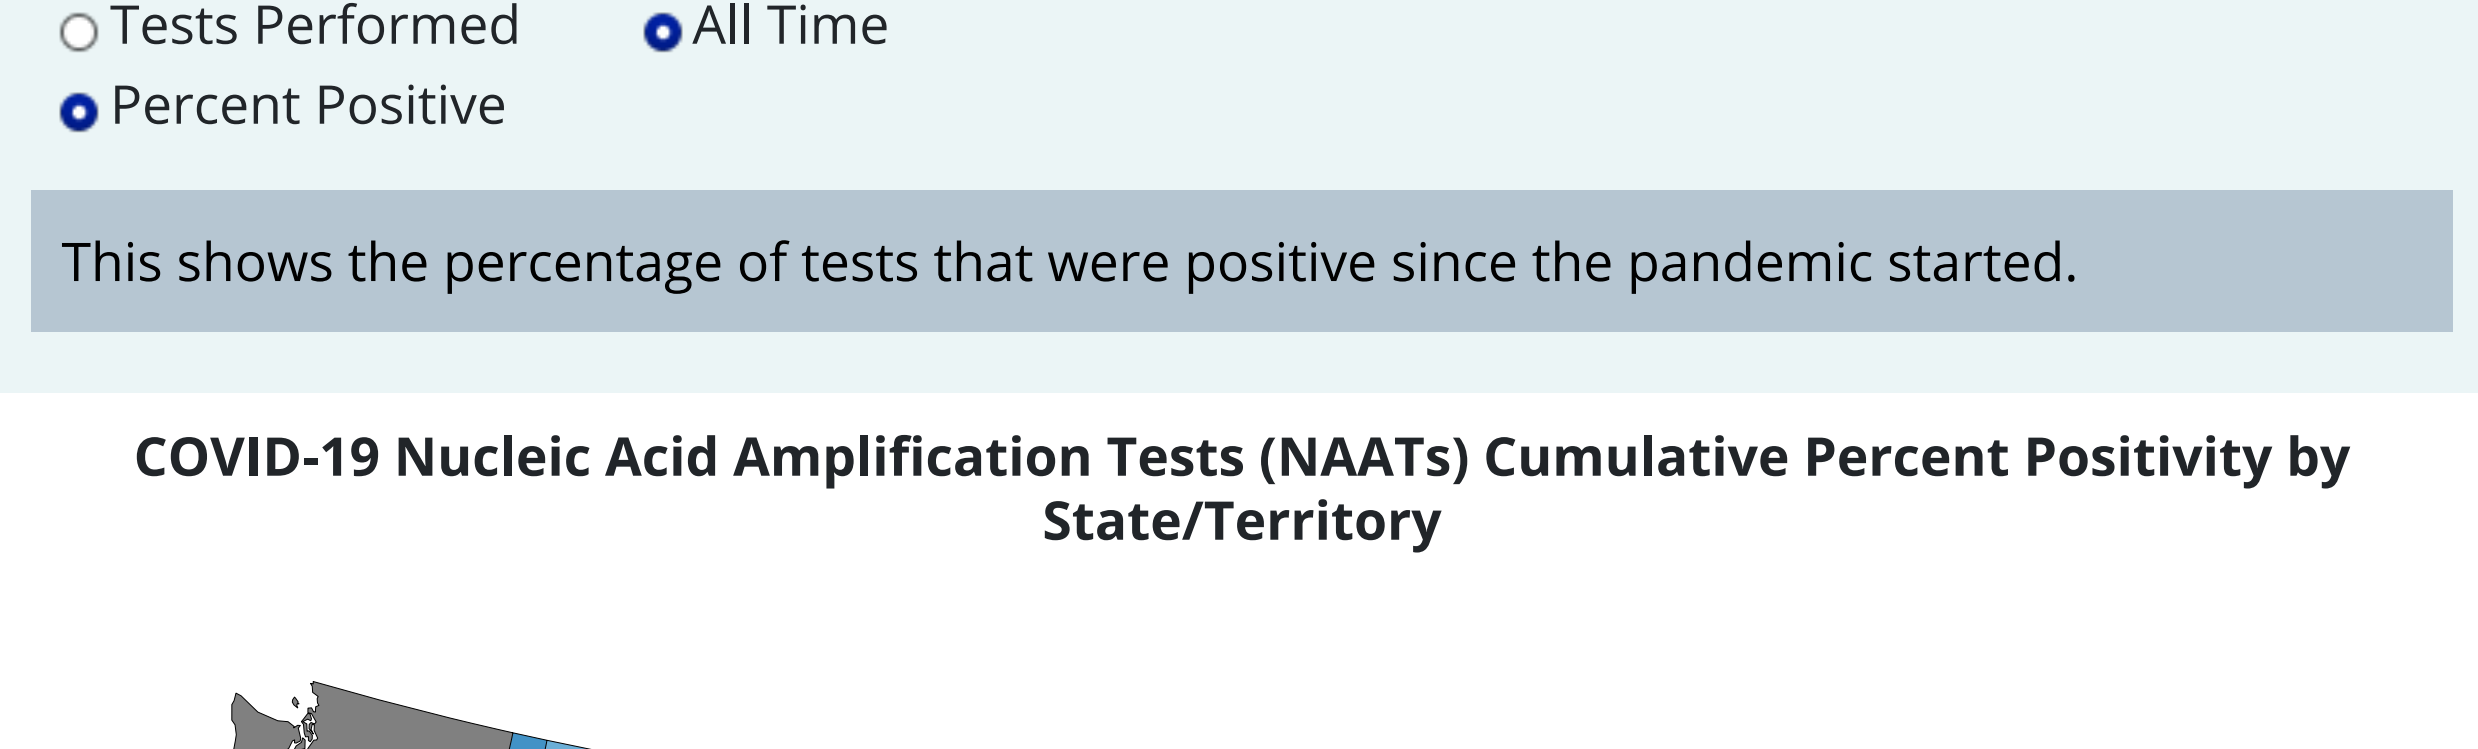 Tests Performed All Time
Percent Positive
This shows the percentage of tests that were positive since the pandemic started.
COVID-19 Nucleic Acid Amplification Tests (NAATs) Cumulative Percent Positivity by
State/Territory